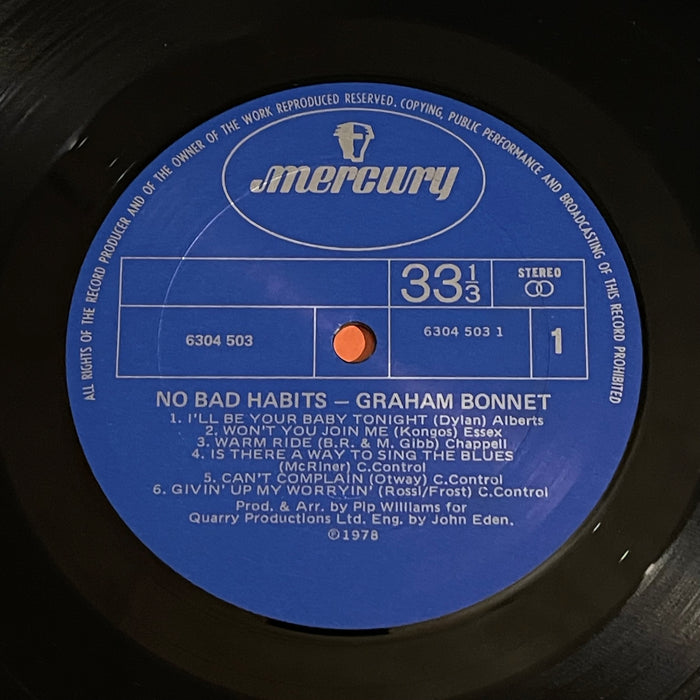 ALL RIGHTS OF THE RECORD PRODUCER AND OF THE OWNER OF THE WORK REPRODUCED RESERVED. COPYING, PUBLIC PERFORMANCE AND BROADCASTING OF THIS RECORD PROHIBITED
mercury
33 1/3 STEREO
6304 503 6304 503 1 1
NO BAD HABITS — GRAHAM BONNET
1. I'LL BE YOUR BABY TONIGHT (Dylan) Alberts
2. WON'T YOU JOIN ME (Kongos) Essex
3. WARM RIDE (B.R. & M. Gibb) Chappell
4. IS THERE A WAY TO SING THE BLUES
(McRiner) C.Control
5. CAN'T COMPLAIN (Otway) C.Control
6. GIVIN' UP MY WORRYIN' (Rossi/Frost) C.Control
Prod. & Arr. by Pip Williams for
Quarry Productions Ltd. Eng. by John Eden.
℗1978